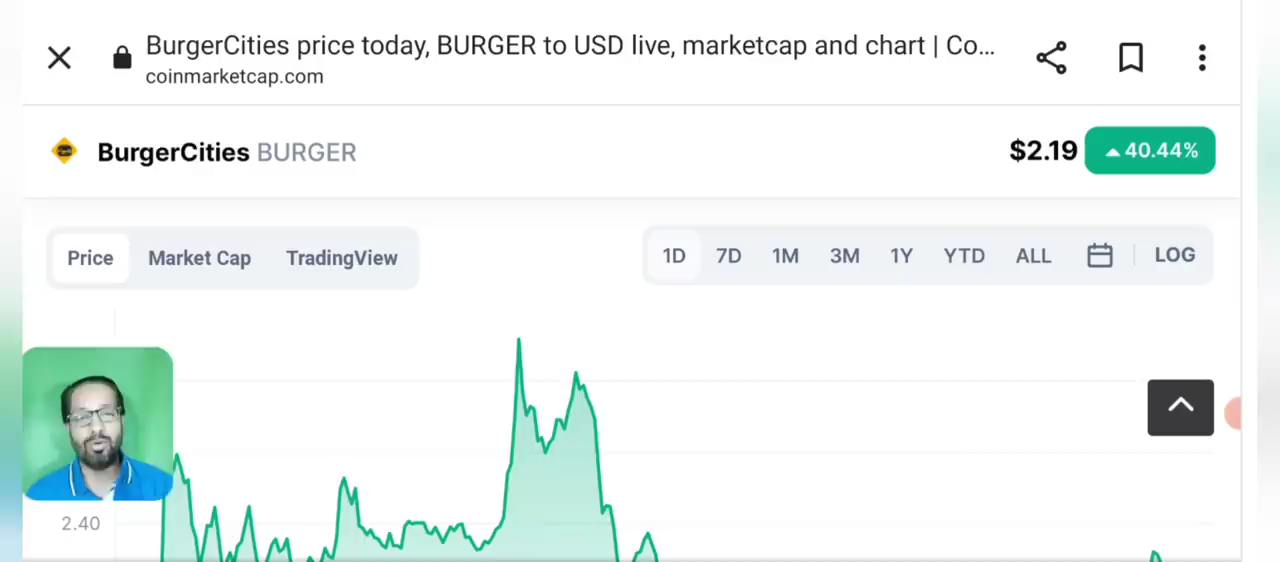 BurgerCities price today, BURGER to USD live, marketcap and chart | Co...
coinmarketcap.com
BurgerCities BURGER
$2.19 40.44%
Price Market Cap TradingView
1D 7D 1M 3M 1Y YTD ALL LOG
2.40